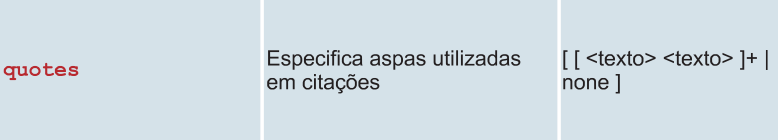 quotes
Especifica aspas utilizadas
em citações
[ [ <texto> <texto> ]+ |
none ]